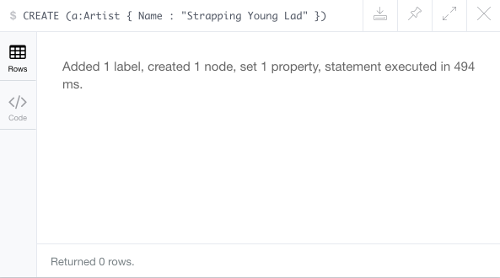 $ CREATE (a:Artist { Name : "Strapping Young Lad" })
Rows
Code
Added 1 label, created 1 node, set 1 property, statement executed in 494
ms.
Returned 0 rows.